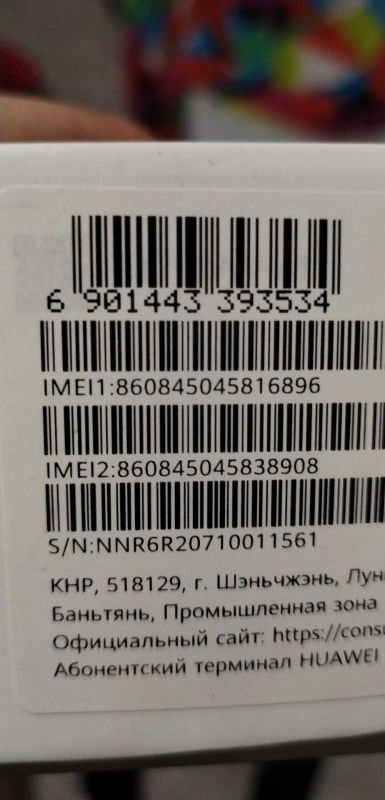 6 901443 393534
IMEI1:860845045816896
IMEI2:860845045838908
S/N:NNR6R20710011561
КНР, 518129, г. Шэньчжэнь, Лун
Баньтянь, Промышленная зона
Официальный сайт: https://consu
Абонентский терминал HUAWEI